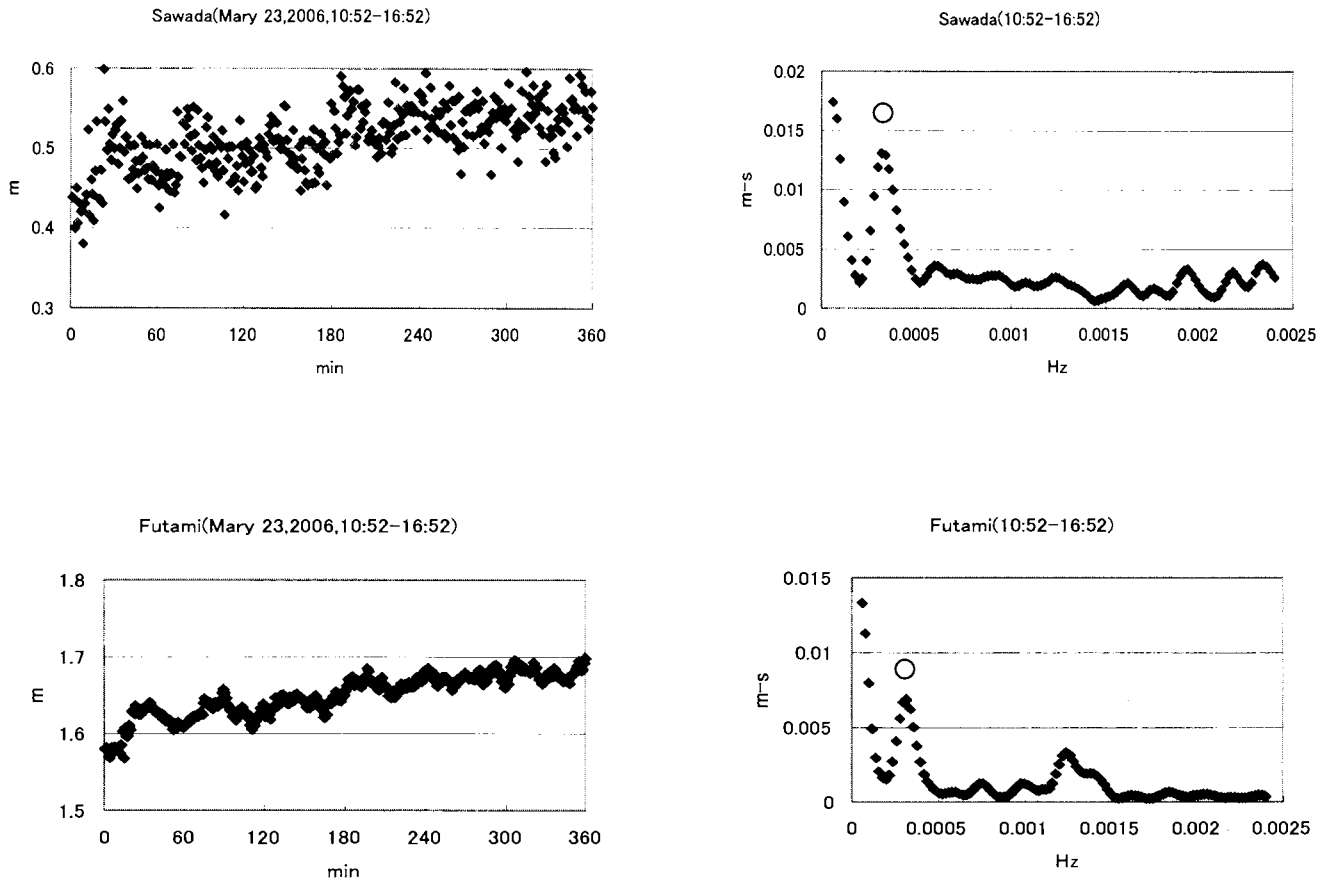 Sawada(Mary 23,2006,10:52-16:52)
0.6
0.5
0.4
0.3
m
0 60 120 180 240 300 360
min
Sawada(10:52-16:52)
0.02
0.015
0.01
0.005
0
m-s
0 0.0005 0.001 0.0015 0.002 0.0025
Hz
Futami(Mary 23,2006,10:52-16:52)
1.8
1.7
1.6
1.5
m
0 60 120 180 240 300 360
min
Futami(10:52-16:52)
0.015
0.01
0.005
0
m-s
0 0.0005 0.001 0.0015 0.002 0.0025
Hz